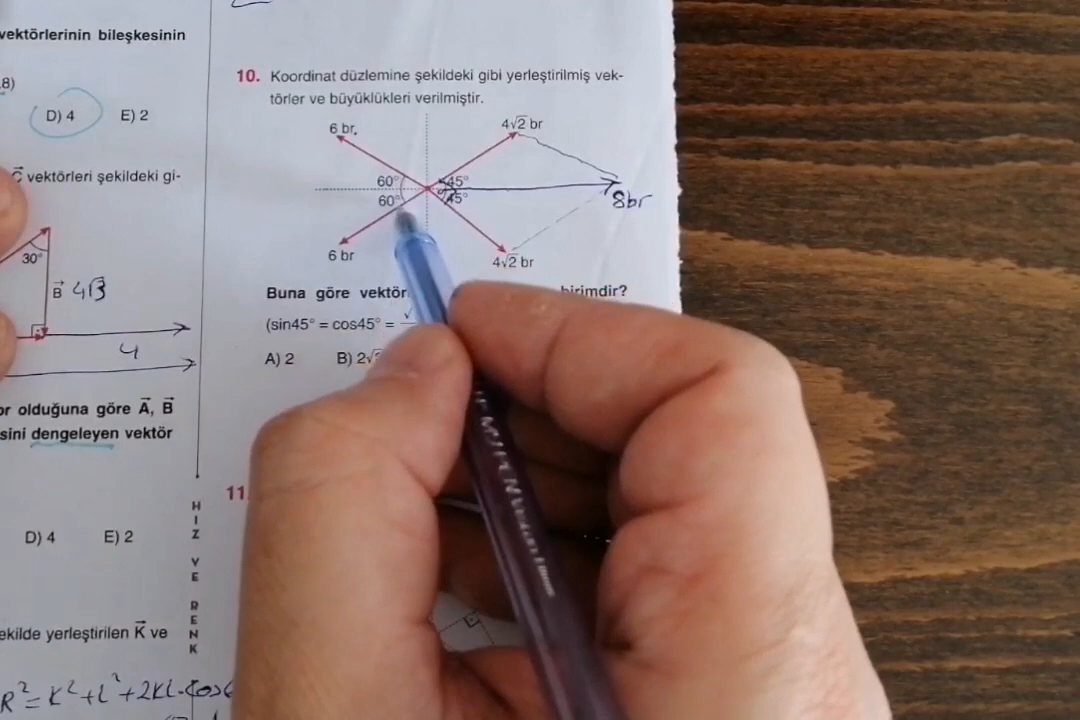 vektörlerinin bileşkesinin
8)
D) 4 E) 2
C⃗ vektörleri şekildeki gi-
30°
B⃗ 4√3
4
or olduğuna göre A⃗, B⃗
sini dengeleyen vektör
D) 4 E) 2
ekilde yerleştirilen K⃗ ve
R²=K²+L²+2KL.Cos
HIZ VE RENK
10. Koordinat düzlemine şekildeki gibi yerleştirilmiş vek-
törler ve büyüklükleri verilmiştir.
6 br. 4√2 br
60° 45°
60° 45°
8br
6 br 4√2 br
Buna göre vektör birimdir?
(sin45° = cos45° =
A) 2 B) 2√
11